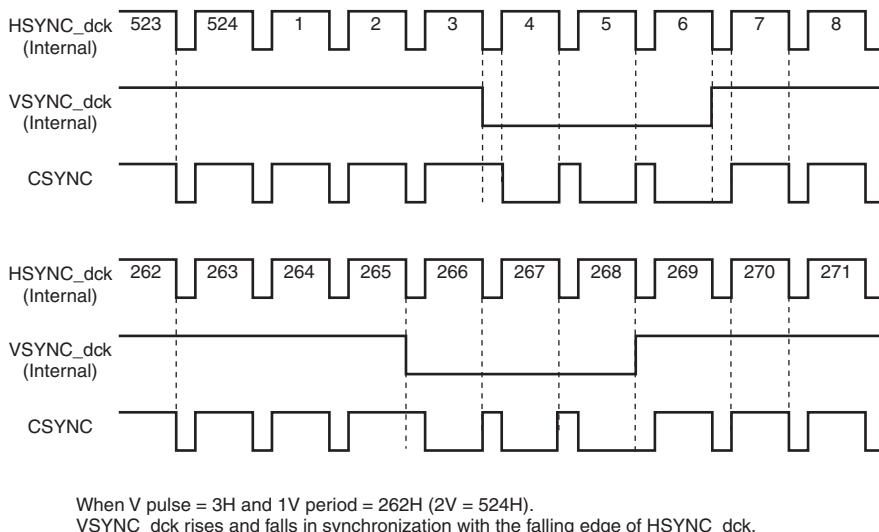 HSYNC_dck
(Internal)
523 524 1 2 3 4 5 6 7 8
VSYNC_dck
(Internal)
CSYNC
HSYNC_dck
(Internal)
262 263 264 265 266 267 268 269 270 271
VSYNC_dck
(Internal)
CSYNC
When V pulse = 3H and 1V period = 262H (2V = 524H).
VSYNC_dck rises and falls in synchronization with the falling edge of HSYNC_dck.